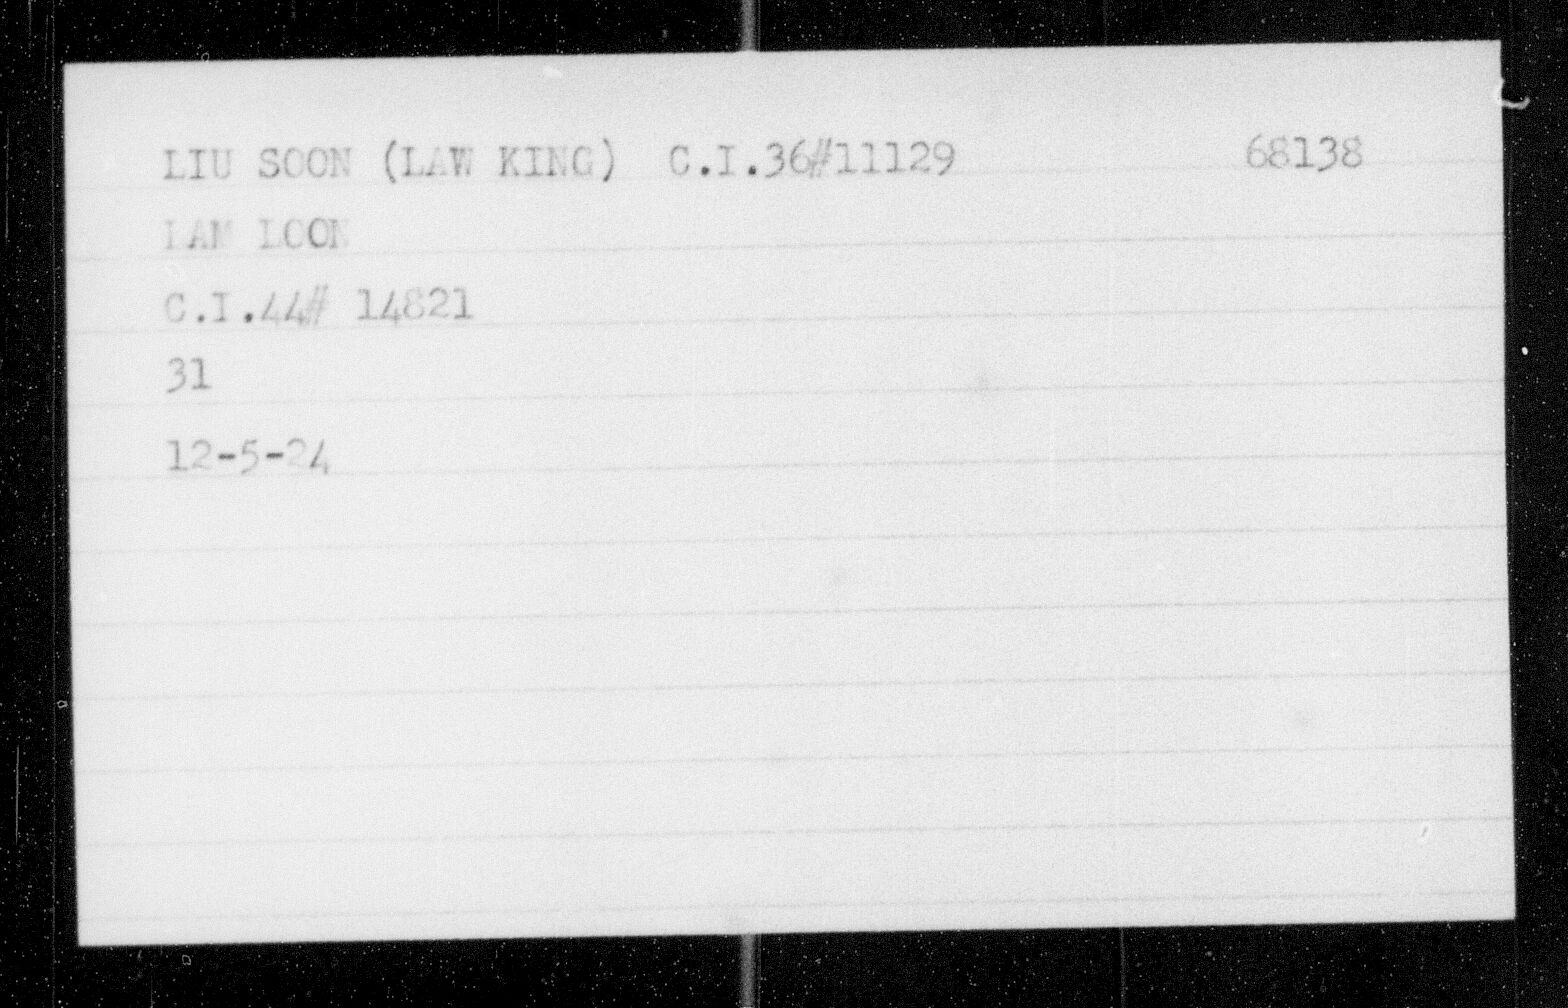 LIU SOON (LAW KING) C.I.36#11129 68138
LAM LOON
C.I.44# 14821
31
12-5-24